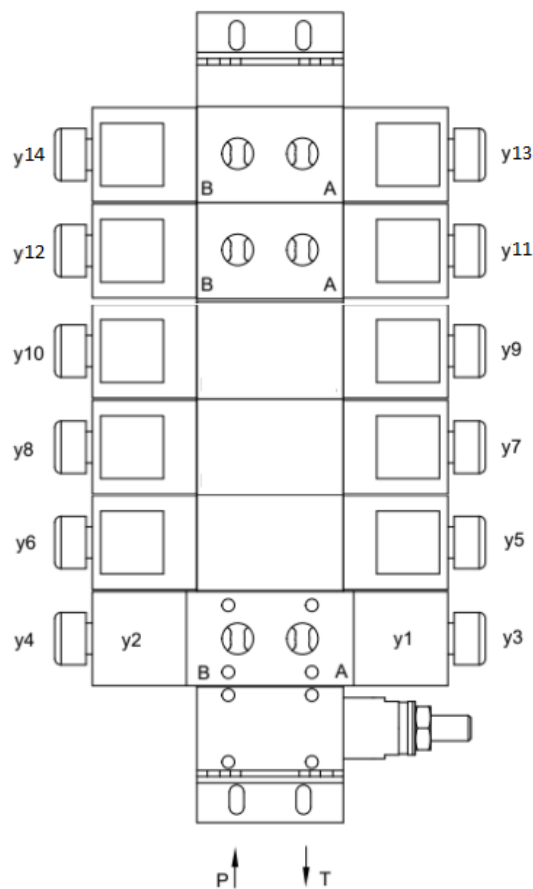 y14 y13
B A
y12 y11
B A
y10 y9
y8 y7
y6 y5
y4 y2 y1 y3
B A
P T